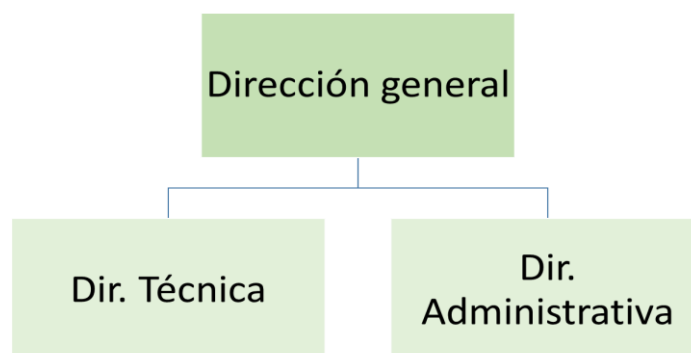 Dirección general
Dir. Técnica
Dir.
Administrativa